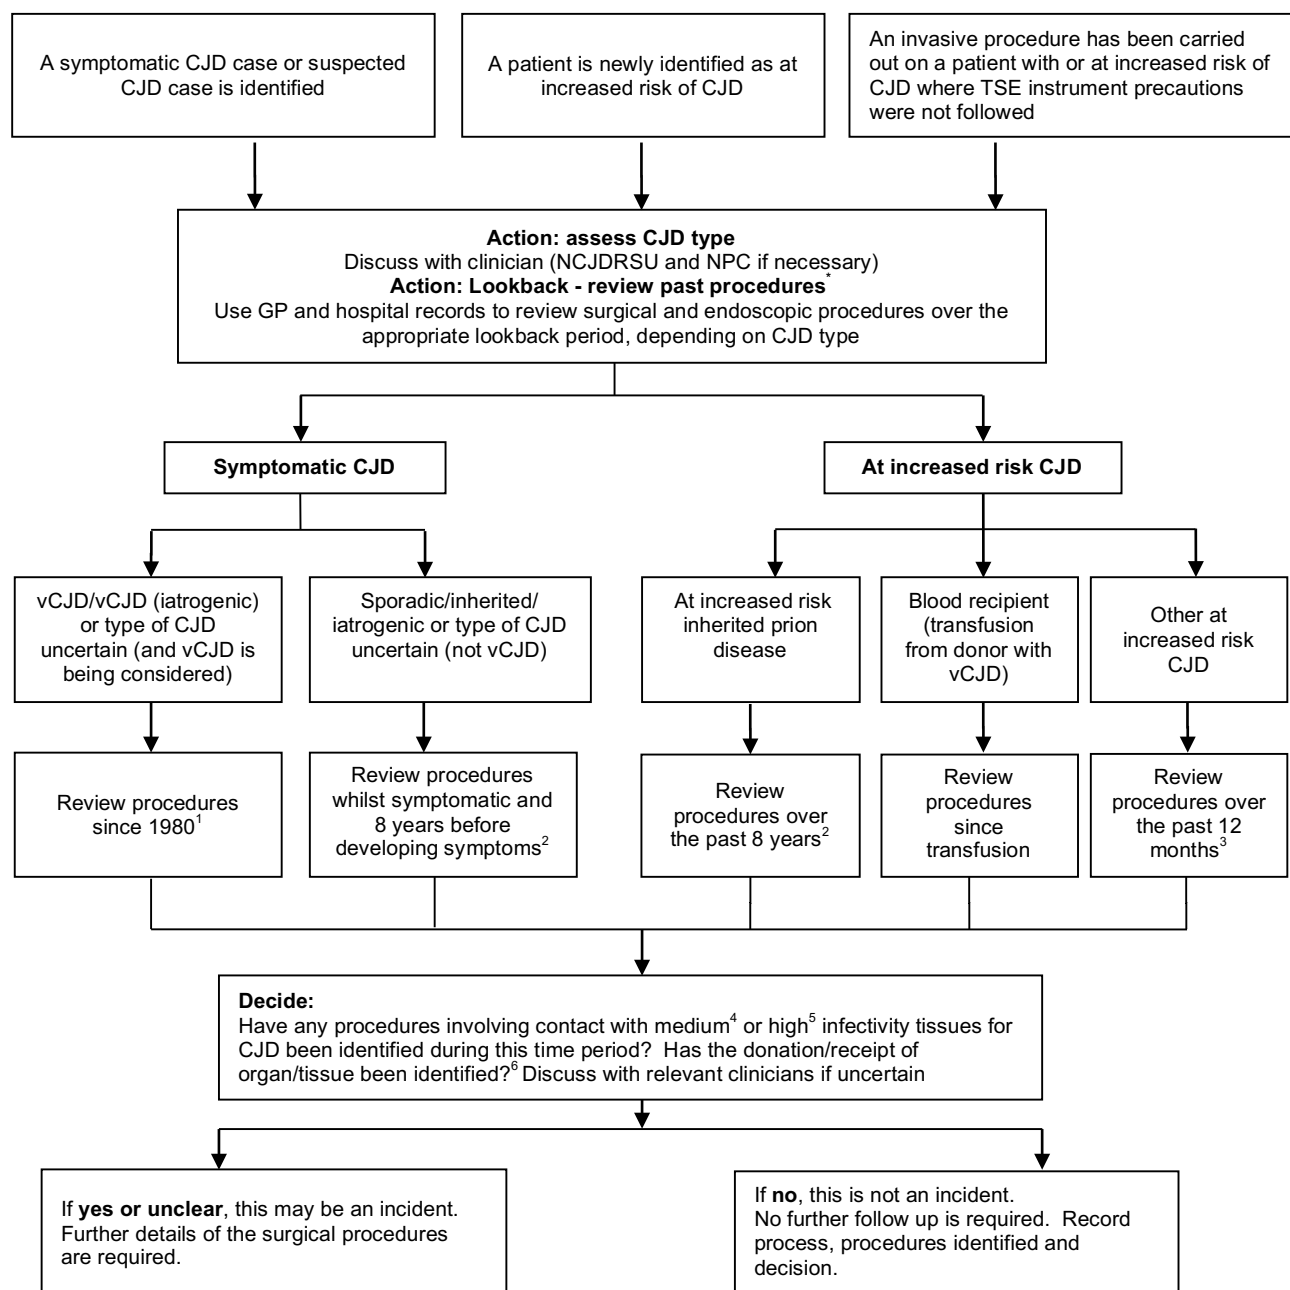 A symptomatic CJD case or suspected
CJD case is identified
A patient is newly identified as at
increased risk of CJD
An invasive procedure has been carried
out on a patient with or at increased risk of
CJD where TSE instrument precautions
were not followed
Action: assess CJD type
Discuss with clinician (NCJDRSU and NPC if necessary)
Action: Lookback - review past procedures*
Use GP and hospital records to review surgical and endoscopic procedures over the
appropriate lookback period, depending on CJD type
Symptomatic CJD
At increased risk CJD
vCJD/vCJD (iatrogenic)
or type of CJD
uncertain (and vCJD is
being considered)
Sporadic/inherited/
iatrogenic or type of CJD
uncertain (not vCJD)
At increased risk
inherited prion
disease
Blood recipient
(transfusion
from donor with
vCJD)
Other at
increased risk
CJD
Review procedures
since 1980¹
Review procedures
whilst symptomatic and
8 years before
developing symptoms²
Review
procedures over
the past 8 years²
Review
procedures
since
transfusion
Review
procedures over
the past 12
months³
Decide:
Have any procedures involving contact with medium⁴ or high⁵ infectivity tissues for
CJD been identified during this time period?  Has the donation/receipt of
organ/tissue been identified?⁶ Discuss with relevant clinicians if uncertain
If yes or unclear, this may be an incident.
Further details of the surgical procedures
are required.
If no, this is not an incident.
No further follow up is required.  Record
process, procedures identified and
decision.